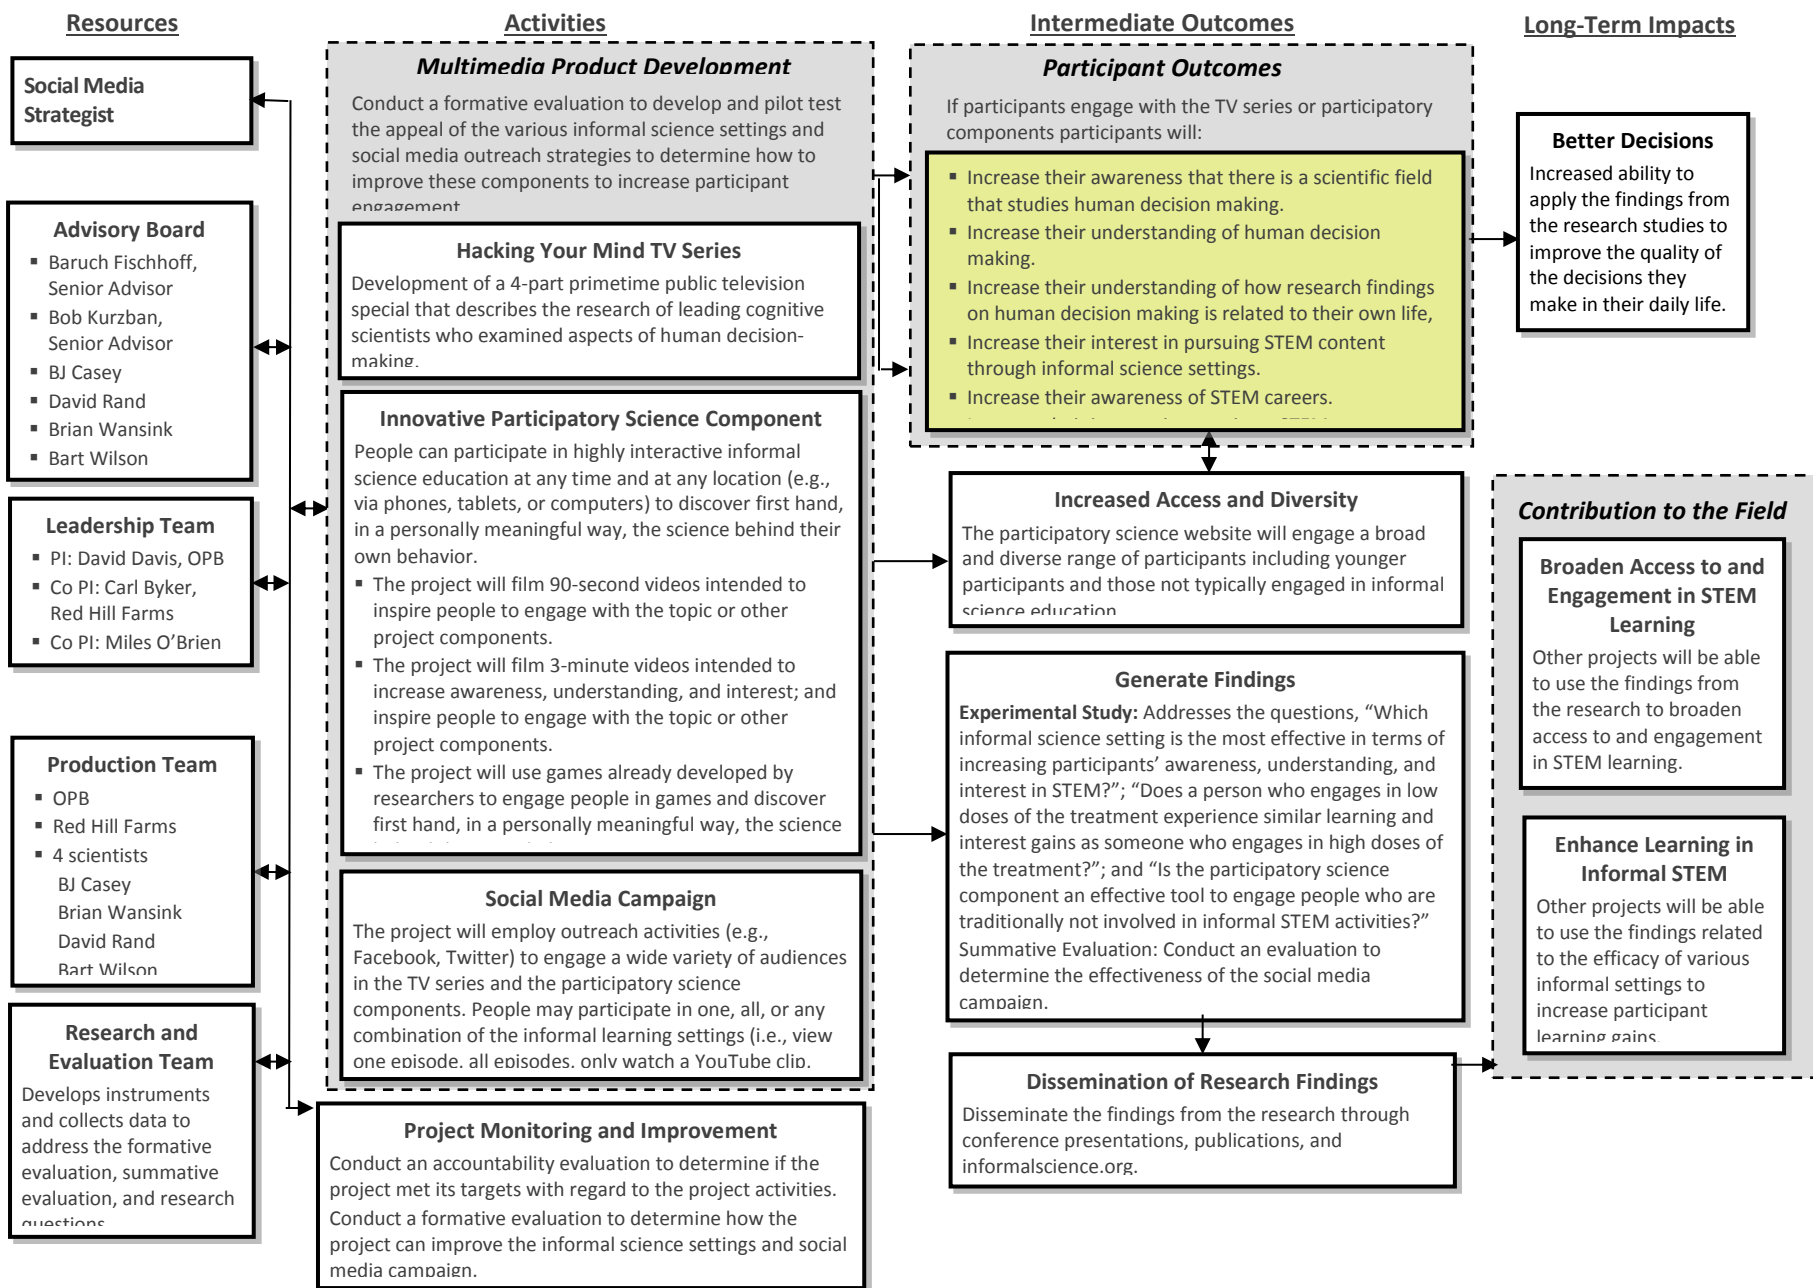 Resources
Social Media
Strategist
Advisory Board
▪ Baruch Fischhoff,
Senior Advisor
▪ Bob Kurzban,
Senior Advisor
▪ BJ Casey
▪ David Rand
▪ Brian Wansink
▪ Bart Wilson
Leadership Team
▪ PI: David Davis, OPB
▪ Co PI: Carl Byker,
Red Hill Farms
▪ Co PI: Miles O’Brien
Production Team
▪ OPB
▪ Red Hill Farms
▪ 4 scientists
BJ Casey
Brian Wansink
David Rand
Bart Wilson
Research and
Evaluation Team
Develops instruments
and collects data to
address the formative
evaluation, summative
evaluation, and research
questions
Activities
Multimedia Product Development
Conduct a formative evaluation to develop and pilot test
the appeal of the various informal science settings and
social media outreach strategies to determine how to
improve these components to increase participant
engagement
Hacking Your Mind TV Series
Development of a 4-part primetime public television
special that describes the research of leading cognitive
scientists who examined aspects of human decision-
making.
Innovative Participatory Science Component
People can participate in highly interactive informal
science education at any time and at any location (e.g.,
via phones, tablets, or computers) to discover first hand,
in a personally meaningful way, the science behind their
own behavior.
▪ The project will film 90-second videos intended to
inspire people to engage with the topic or other
project components.
▪ The project will film 3-minute videos intended to
increase awareness, understanding, and interest; and
inspire people to engage with the topic or other
project components.
▪ The project will use games already developed by
researchers to engage people in games and discover
first hand, in a personally meaningful way, the science
Social Media Campaign
The project will employ outreach activities (e.g.,
Facebook, Twitter) to engage a wide variety of audiences
in the TV series and the participatory science
components. People may participate in one, all, or any
combination of the informal learning settings (i.e., view
one episode, all episodes, only watch a YouTube clip,
Project Monitoring and Improvement
Conduct an accountability evaluation to determine if the
project met its targets with regard to the project activities.
Conduct a formative evaluation to determine how the
project can improve the informal science settings and social
media campaign.
Intermediate Outcomes
Participant Outcomes
If participants engage with the TV series or participatory
components participants will:
▪ Increase their awareness that there is a scientific field
that studies human decision making.
▪ Increase their understanding of human decision
making.
▪ Increase their understanding of how research findings
on human decision making is related to their own life,
▪ Increase their interest in pursuing STEM content
through informal science settings.
▪ Increase their awareness of STEM careers.
Increased Access and Diversity
The participatory science website will engage a broad
and diverse range of participants including younger
participants and those not typically engaged in informal
science education
Generate Findings
Experimental Study: Addresses the questions, “Which
informal science setting is the most effective in terms of
increasing participants’ awareness, understanding, and
interest in STEM?”; “Does a person who engages in low
doses of the treatment experience similar learning and
interest gains as someone who engages in high doses of
the treatment?”; and “Is the participatory science
component an effective tool to engage people who are
traditionally not involved in informal STEM activities?”
Summative Evaluation: Conduct an evaluation to
determine the effectiveness of the social media
campaign.
Dissemination of Research Findings
Disseminate the findings from the research through
conference presentations, publications, and
informalscience.org.
Long-Term Impacts
Better Decisions
Increased ability to
apply the findings from
the research studies to
improve the quality of
the decisions they
make in their daily life.
Contribution to the Field
Broaden Access to and
Engagement in STEM
Learning
Other projects will be able
to use the findings from
the research to broaden
access to and engagement
in STEM learning.
Enhance Learning in
Informal STEM
Other projects will be able
to use the findings related
to the efficacy of various
informal settings to
increase participant
learning gains.